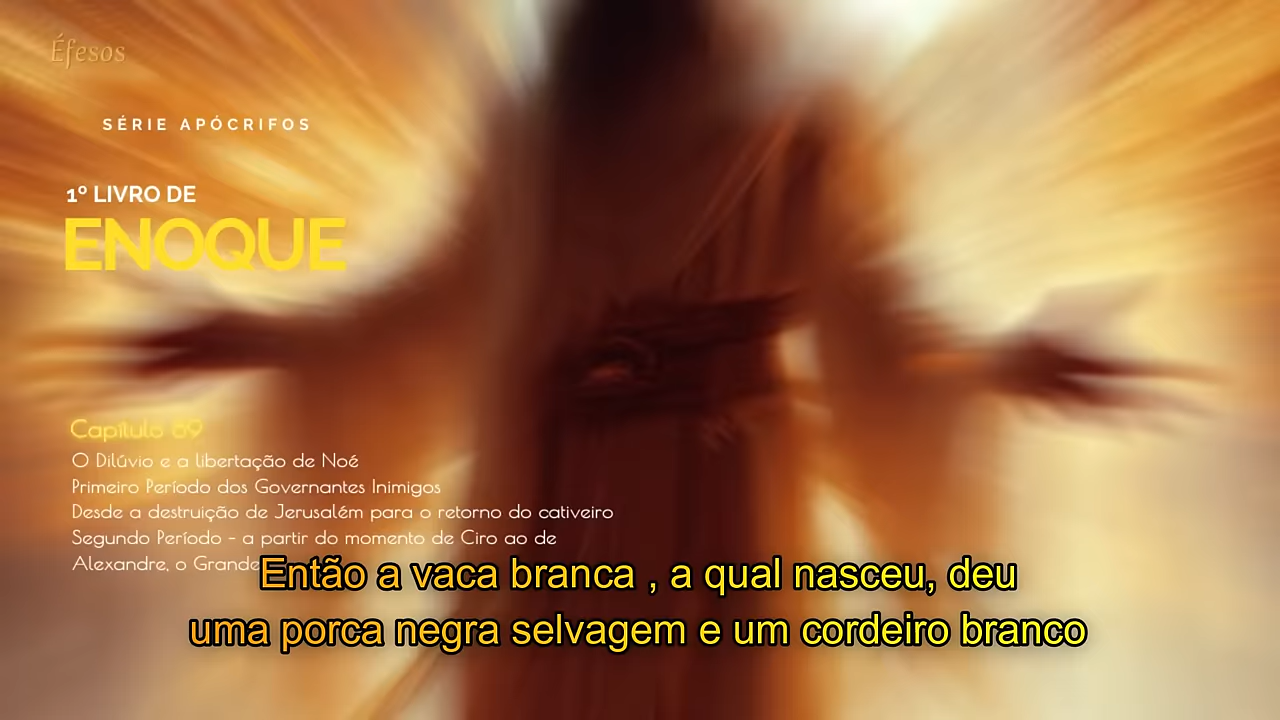 Éfesos
SÉRIE APÓCRIFOS
1º LIVRO DE
ENOQUE
Capítulo 89
O Dilúvio e a libertação de Noé
Primeiro Período dos Governantes Inimigos
Desde a destruição de Jerusalém para o retorno do cativeiro
Segundo Período - a partir do momento de Ciro ao de
Alexandre, o Grande
Então a vaca branca , a qual nasceu, deu
uma porca negra selvagem e um cordeiro branco